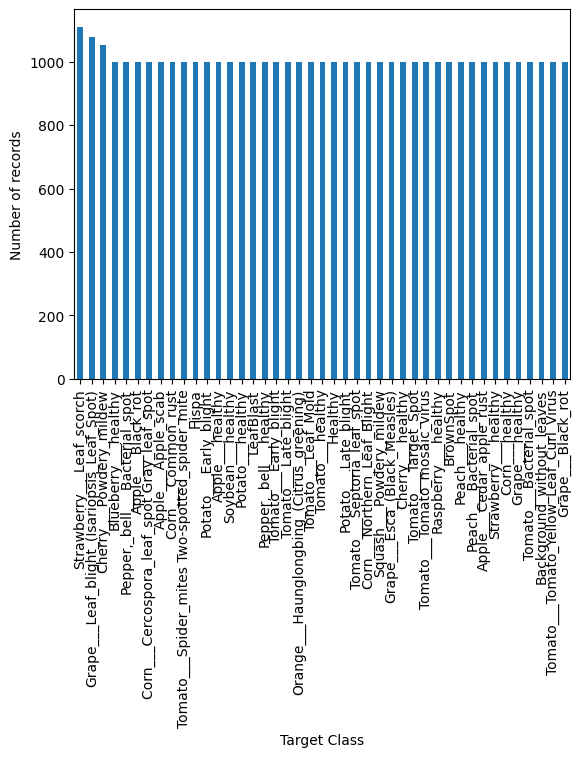 Number of records
1000
800
600
400
200
0
Strawberry___Leaf_scorch
Grape___Leaf_blight_(Isariopsis_Leaf_Spot)
Cherry___Powdery_mildew
Blueberry___healthy
Pepper,_bell___Bacterial_spot
Apple___Black_rot
Corn___Cercospora_leaf_spot Gray_leaf_spot
Apple___Apple_scab
Corn___Common_rust
Tomato___Spider_mites Two-spotted_spider_mite
Hispa
Potato___Early_blight
Apple___healthy
Soybean___healthy
Potato___healthy
LeafBlast
Pepper,_bell___healthy
Tomato___Early_blight
Tomato___Late_blight
Orange___Haunglongbing_(Citrus_greening)
Tomato___Leaf_Mold
Tomato___healthy
Healthy
Potato___Late_blight
Tomato___Septoria_leaf_spot
Corn___Northern_Leaf_Blight
Squash___Powdery_mildew
Grape___Esca_(Black_Measles)
Cherry___healthy
Tomato___Target_Spot
Tomato___Tomato_mosaic_virus
Raspberry___healthy
BrownSpot
Peach___healthy
Peach___Bacterial_spot
Apple___Cedar_apple_rust
Strawberry___healthy
Corn___healthy
Grape___healthy
Tomato___Bacterial_spot
Background_without_leaves
Tomato___Tomato_Yellow_Leaf_Curl_Virus
Grape___Black_rot
Target Class